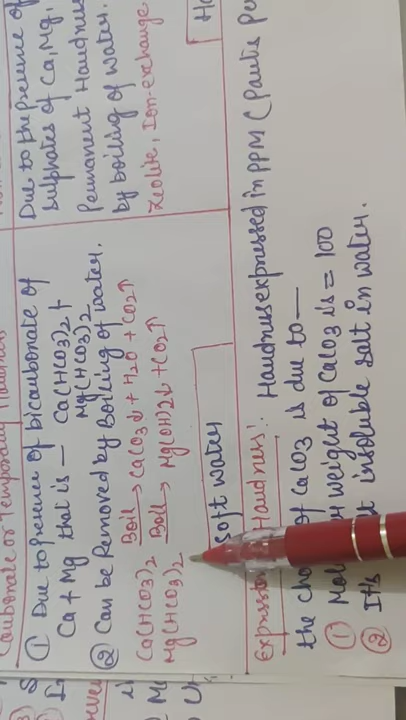 Carbonate or Temporary Hardness
① Due to presence of bicarbonate of
Ca + Mg that is — Ca(HCO3)2 +
Mg(HCO3)2
② Can be Removed by Boiling of water.
Ca(HCO3)2 Boil → CaCO3↓ + H2O + CO2↑
Mg(HCO3)2 Boil → Mg(OH)2↓ + CO2↑
Due to the presence of
Sulphates of Ca, Mg,
Permanent Hardnes
by boiling of water.
Zeolite, Ion-exchange
Ha
soft water
Expression Hardness:- Hardness expressed in PPM (Parts Per
the cho of CaCO3 is due to —
① Mol weight of CaCO3 is = 100
② It's t insoluble salt in water.